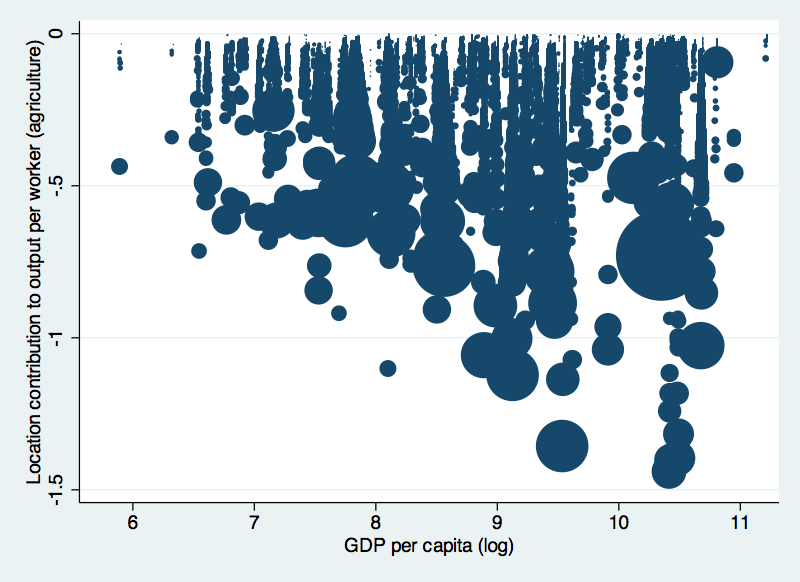 Location contribution to output per worker (agriculture)
0
-.5
-1
-1.5
6 7 8 9 10 11
GDP per capita (log)